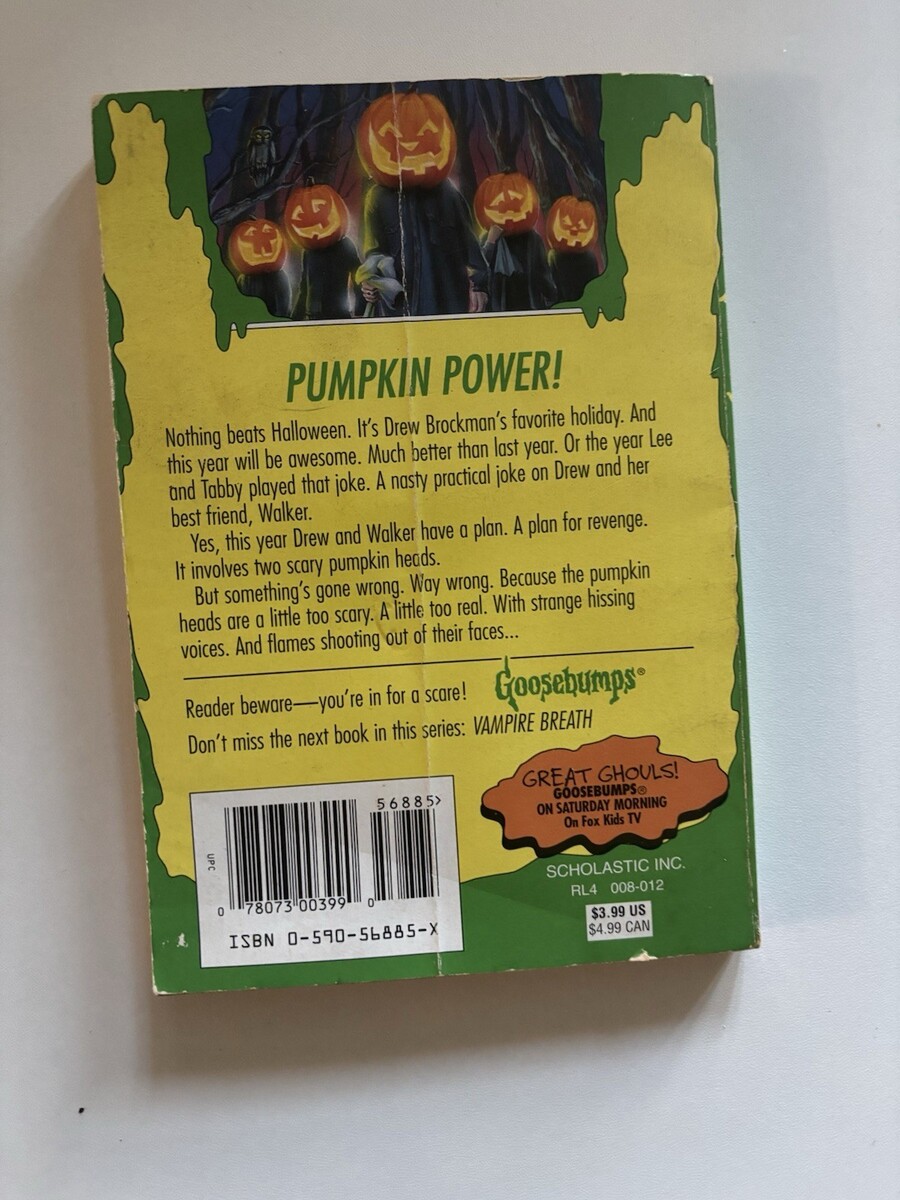 PUMPKIN POWER!
Nothing beats Halloween. It's Drew Brockman's favorite holiday. And
this year will be awesome. Much better than last year. Or the year Lee
and Tabby played that joke. A nasty practical joke on Drew and her
best friend, Walker.
Yes, this year Drew and Walker have a plan. A plan for revenge.
It involves two scary pumpkin heads.
But something's gone wrong. Way wrong. Because the pumpkin
heads are a little too scary. A little too real. With strange hissing
voices. And flames shooting out of their faces...
Reader beware—you're in for a scare! Goosebumps®
Don't miss the next book in this series: VAMPIRE BREATH
GREAT GHOULS!
GOOSEBUMPS®
ON SATURDAY MORNING
On Fox Kids TV
56885>
UPC
0 78073 00399 0
ISBN 0-590-56885-X
SCHOLASTIC INC.
RL4 008-012
$3.99 US
$4.99 CAN